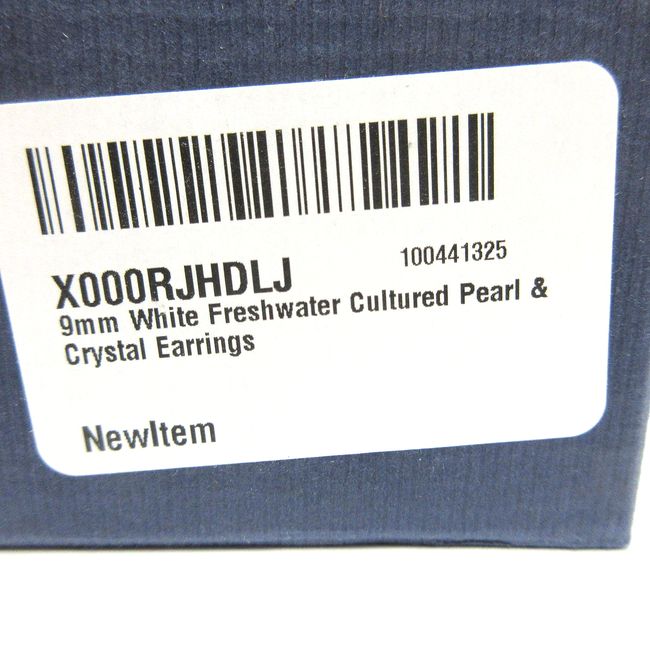 X000RJHDLJ 100441325
9mm White Freshwater Cultured Pearl &
Crystal Earrings
NewItem